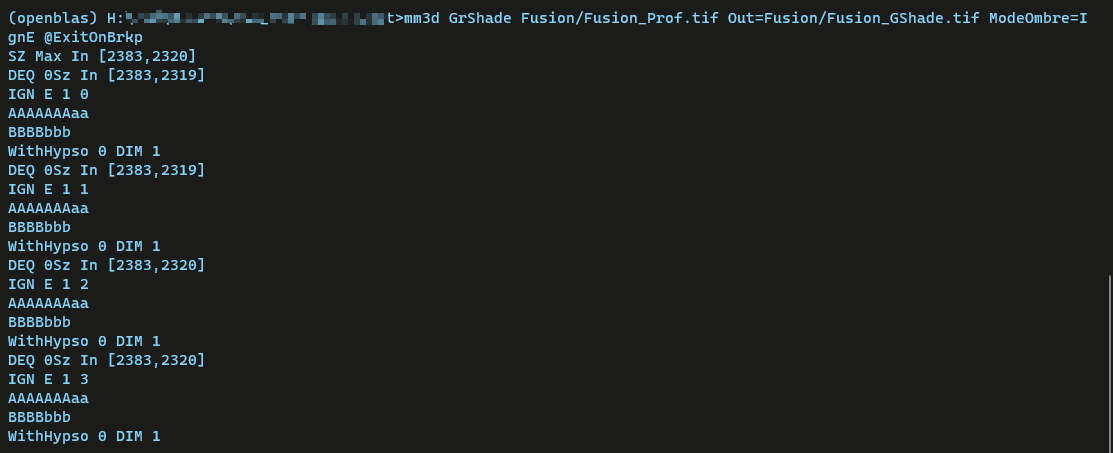 (openblas) H: t>mm3d GrShade Fusion/Fusion_Prof.tif Out=Fusion/Fusion_GShade.tif ModeOmbre=I
gnE @ExitOnBrkp
SZ Max In [2383,2320]
DEQ 0Sz In [2383,2319]
IGN E 1 0
AAAAAAAaa
BBBBbbb
WithHypso 0 DIM 1
DEQ 0Sz In [2383,2319]
IGN E 1 1
AAAAAAAaa
BBBBbbb
WithHypso 0 DIM 1
DEQ 0Sz In [2383,2320]
IGN E 1 2
AAAAAAAaa
BBBBbbb
WithHypso 0 DIM 1
DEQ 0Sz In [2383,2320]
IGN E 1 3
AAAAAAAaa
BBBBbbb
WithHypso 0 DIM 1